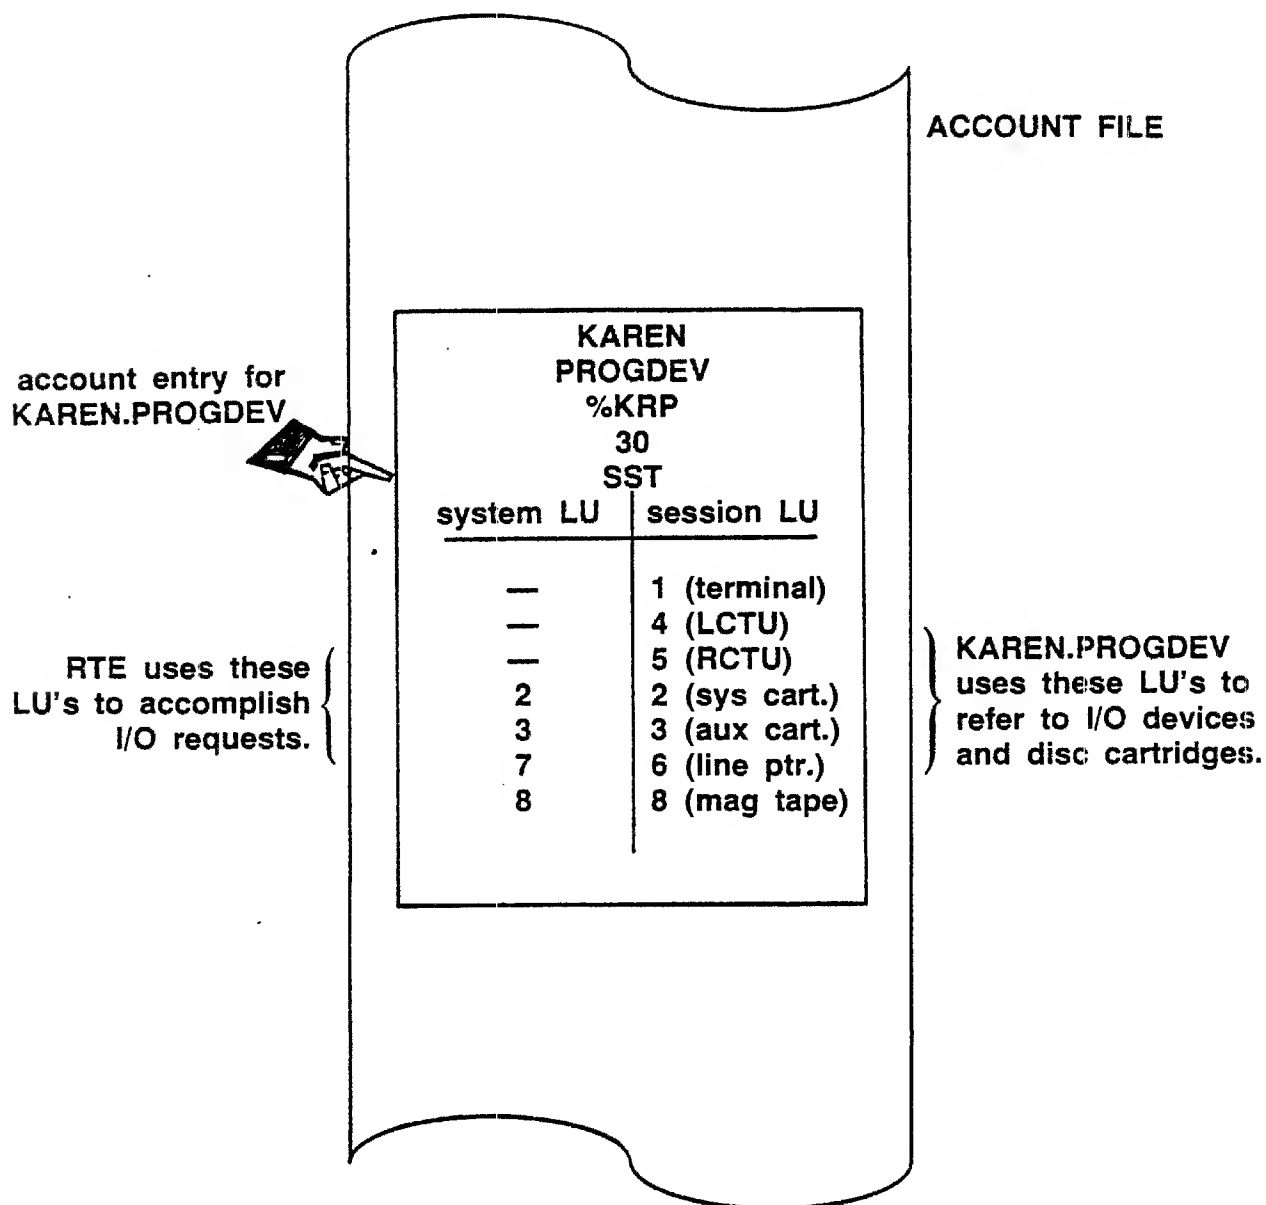 ACCOUNT FILE
account entry for
KAREN.PROGDEV
KAREN
PROGDEV
%KRP
30
SST
system LU session LU
— 1 (terminal)
— 4 (LCTU)
— 5 (RCTU)
2 2 (sys cart.)
3 3 (aux cart.)
7 6 (line ptr.)
8 8 (mag tape)
RTE uses these
LU's to accomplish
I/O requests.
KAREN.PROGDEV
uses these LU's to
refer to I/O devices
and disc cartridges.